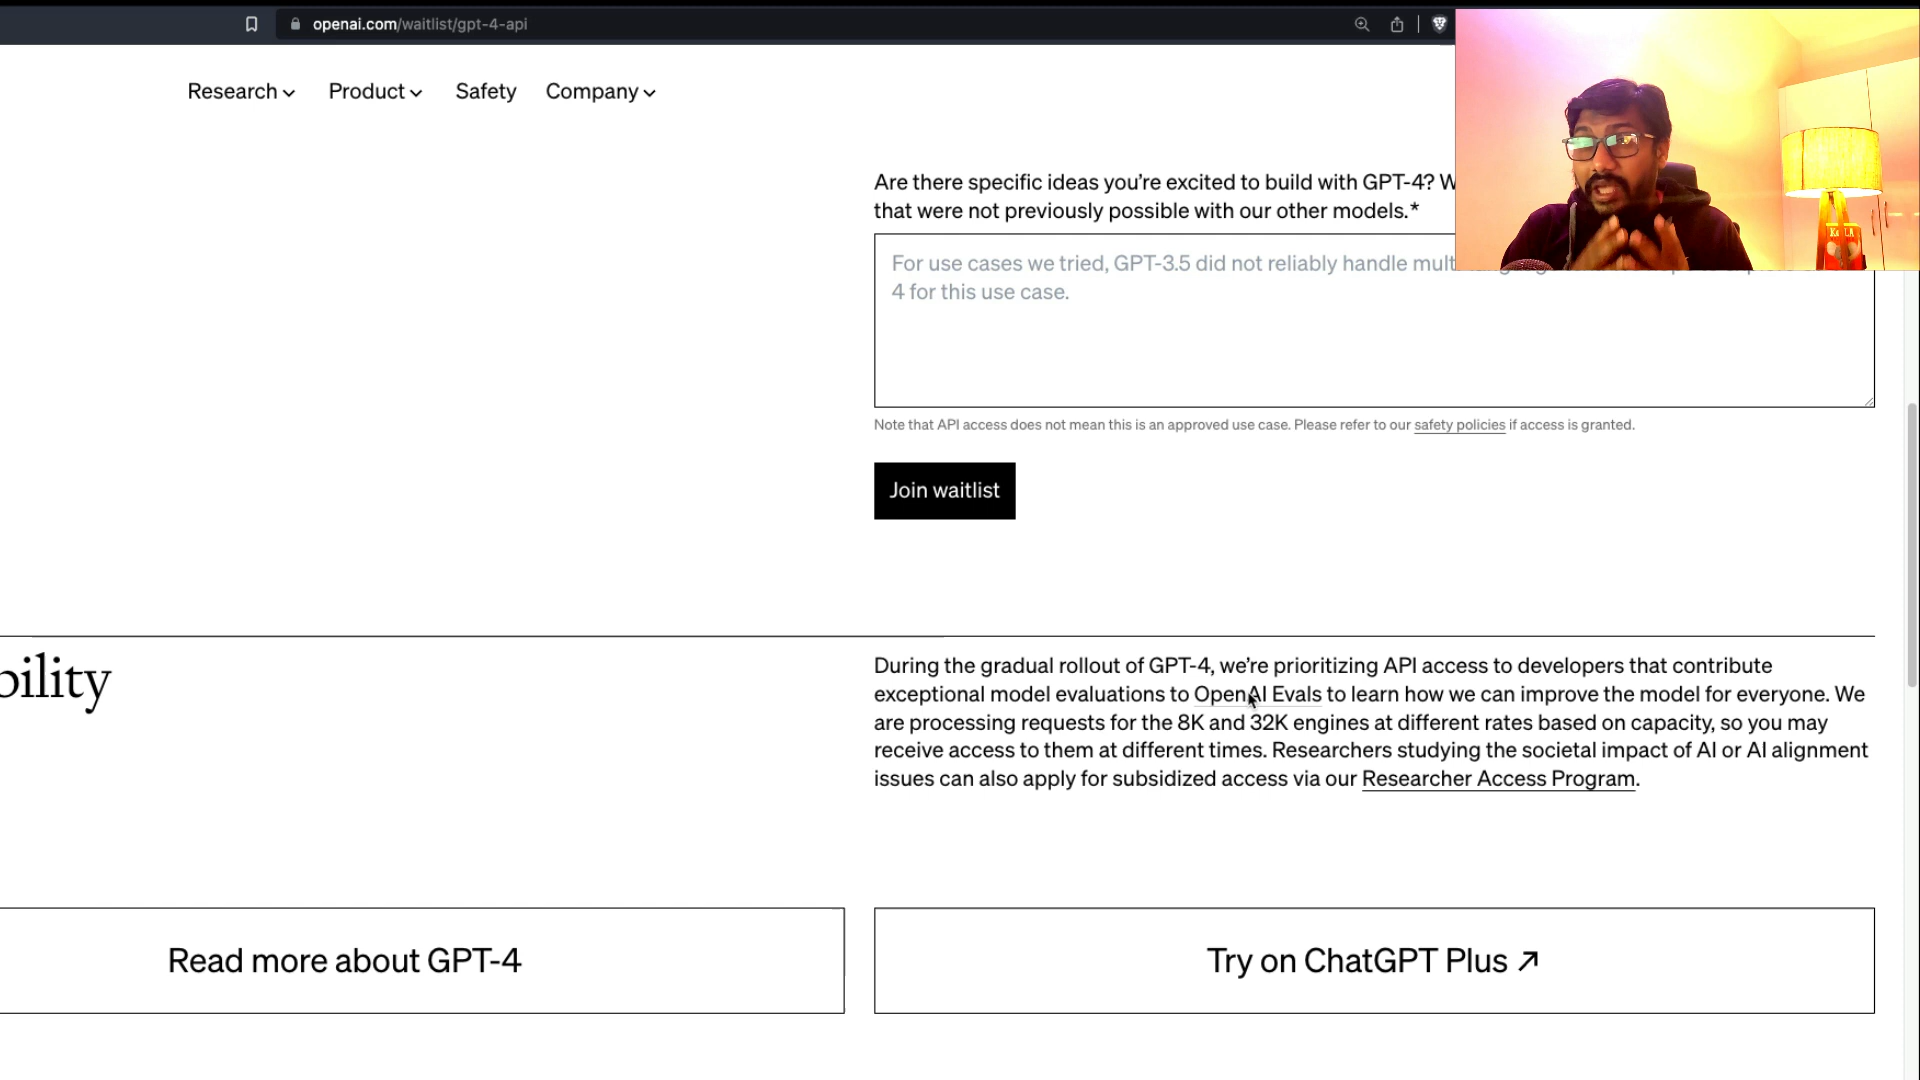 openai.com/waitlist/gpt-4-api
Research Product Safety Company
Are there specific ideas you're excited to build with GPT-4? W
that were not previously possible with our other models.*
For use cases we tried, GPT-3.5 did not reliably handle mult
4 for this use case.
Note that API access does not mean this is an approved use case. Please refer to our safety policies if access is granted.
Join waitlist
bility
During the gradual rollout of GPT-4, we're prioritizing API access to developers that contribute
exceptional model evaluations to OpenAI Evals to learn how we can improve the model for everyone. We
are processing requests for the 8K and 32K engines at different rates based on capacity, so you may
receive access to them at different times. Researchers studying the societal impact of AI or AI alignment
issues can also apply for subsidized access via our Researcher Access Program.
Read more about GPT-4
Try on ChatGPT Plus ↗